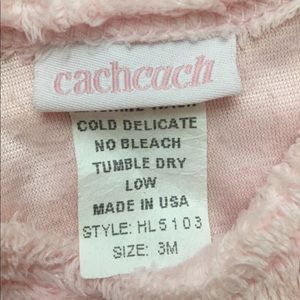 cachcach
COLD DELICATE
NO BLEACH
TUMBLE DRY
LOW
MADE IN USA
STYLE: HL5103
SIZE: 3M